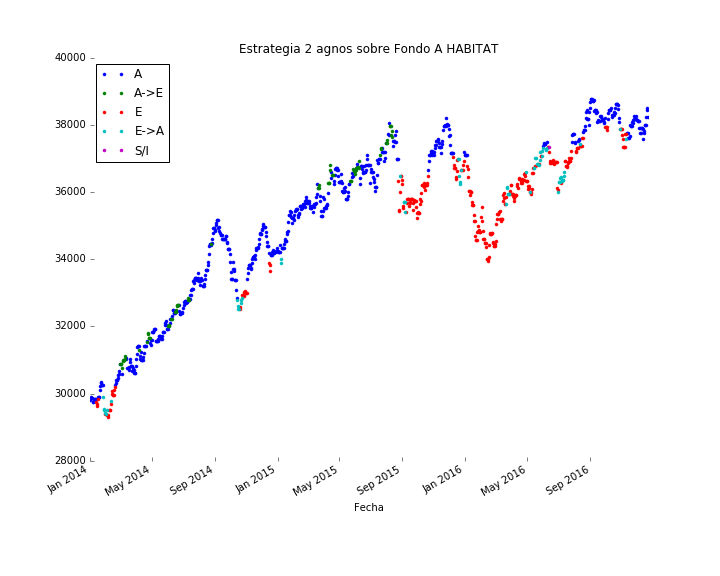 Estrategia 2 agnos sobre Fondo A HABITAT
40000
38000
36000
34000
32000
30000
28000
A
A->E
E
E->A
S/I
Jan 2014
May 2014
Sep 2014
Jan 2015
May 2015
Sep 2015
Jan 2016
May 2016
Sep 2016
Fecha